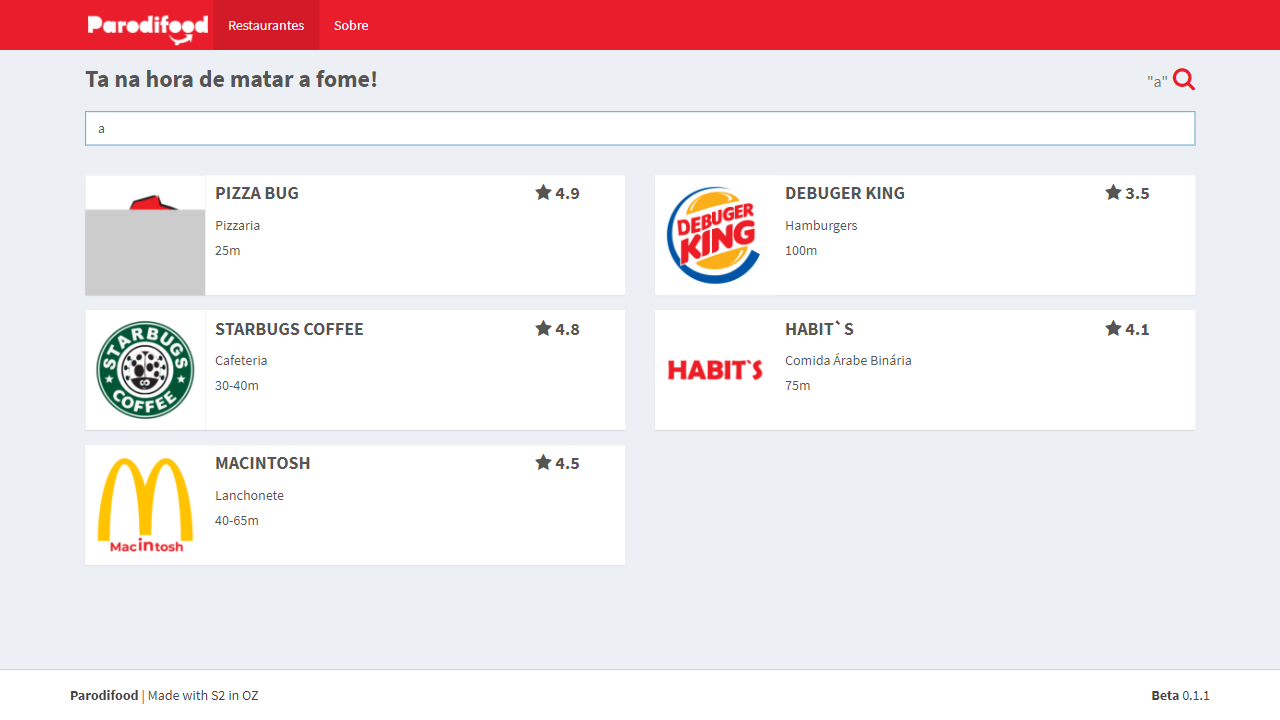 Parodifood Restaurantes Sobre
Ta na hora de matar a fome!
"a"
a
PIZZA BUG
4.9
Pizzaria
25m
DEBUGER
KING
DEBUGER KING
3.5
Hamburgers
100m
STARBUGS
COFFEE
STARBUGS COFFEE
4.8
Cafeteria
30-40m
HABIT`S
HABIT`S
4.1
Comida Árabe Binária
75m
Macintosh
MACINTOSH
4.5
Lanchonete
40-65m
Parodifood | Made with S2 in OZ
Beta 0.1.1